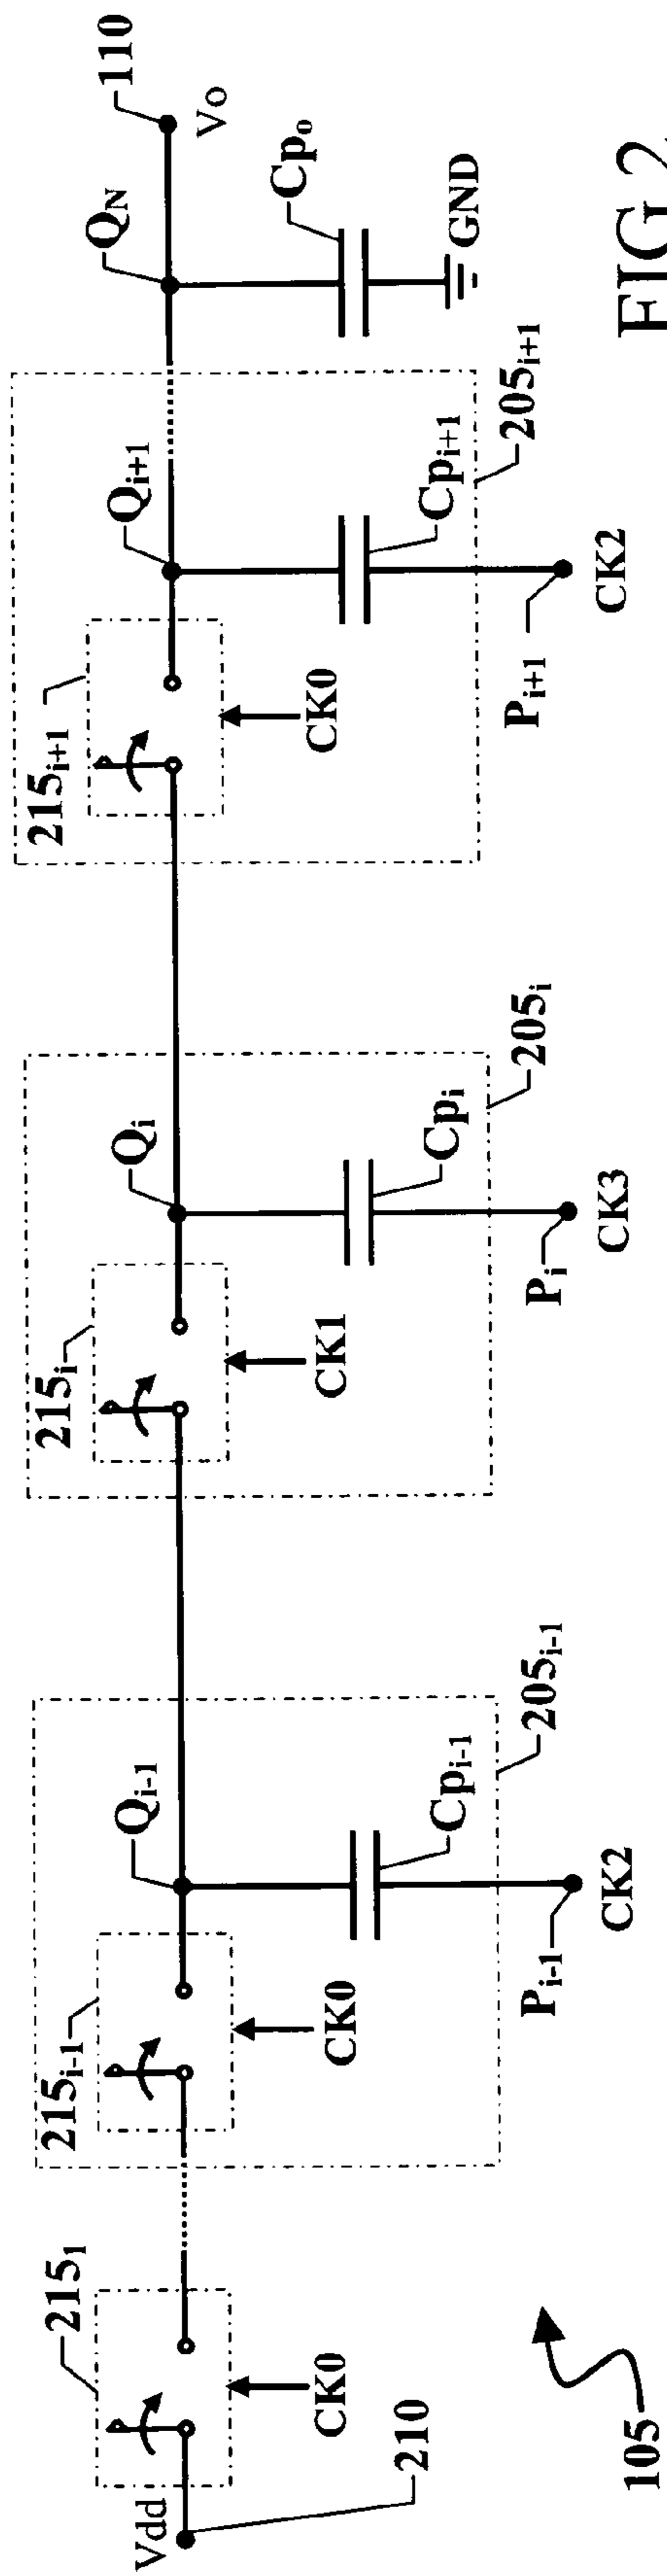 Vdd
210
215₁
CK0
215ᵢ₋₁
CK0
Qᵢ₋₁
Cpᵢ₋₁
205ᵢ₋₁
Pᵢ₋₁
CK2
215ᵢ
CK1
Qᵢ
Cpᵢ
205ᵢ
Pᵢ
CK3
215ᵢ₊₁
CK0
Qᵢ₊₁
Cpᵢ₊₁
205ᵢ₊₁
Pᵢ₊₁
CK2
Q_N
Cpₒ
GND
110
Vo
105
FIG.2